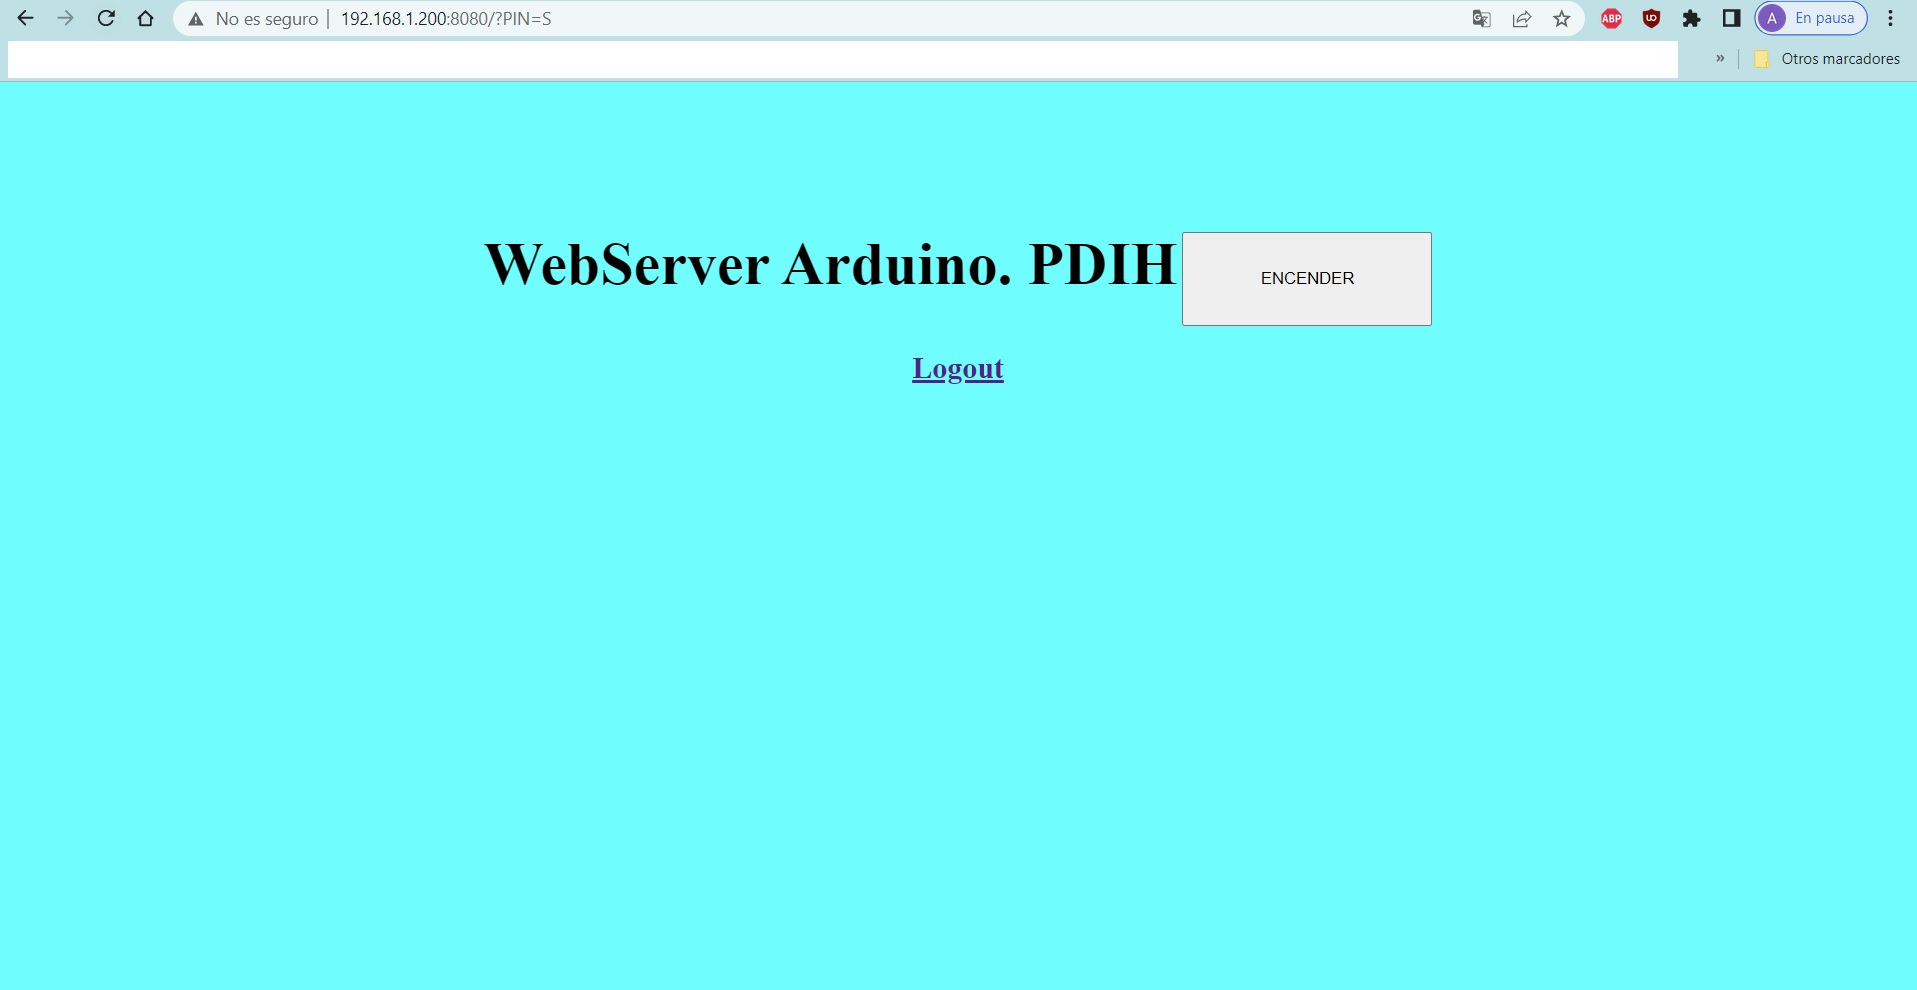 No es seguro | 192.168.1.200:8080/?PIN=S
ABP
UO
A En pausa
» Otros marcadores
WebServer Arduino. PDIH ENCENDER
Logout